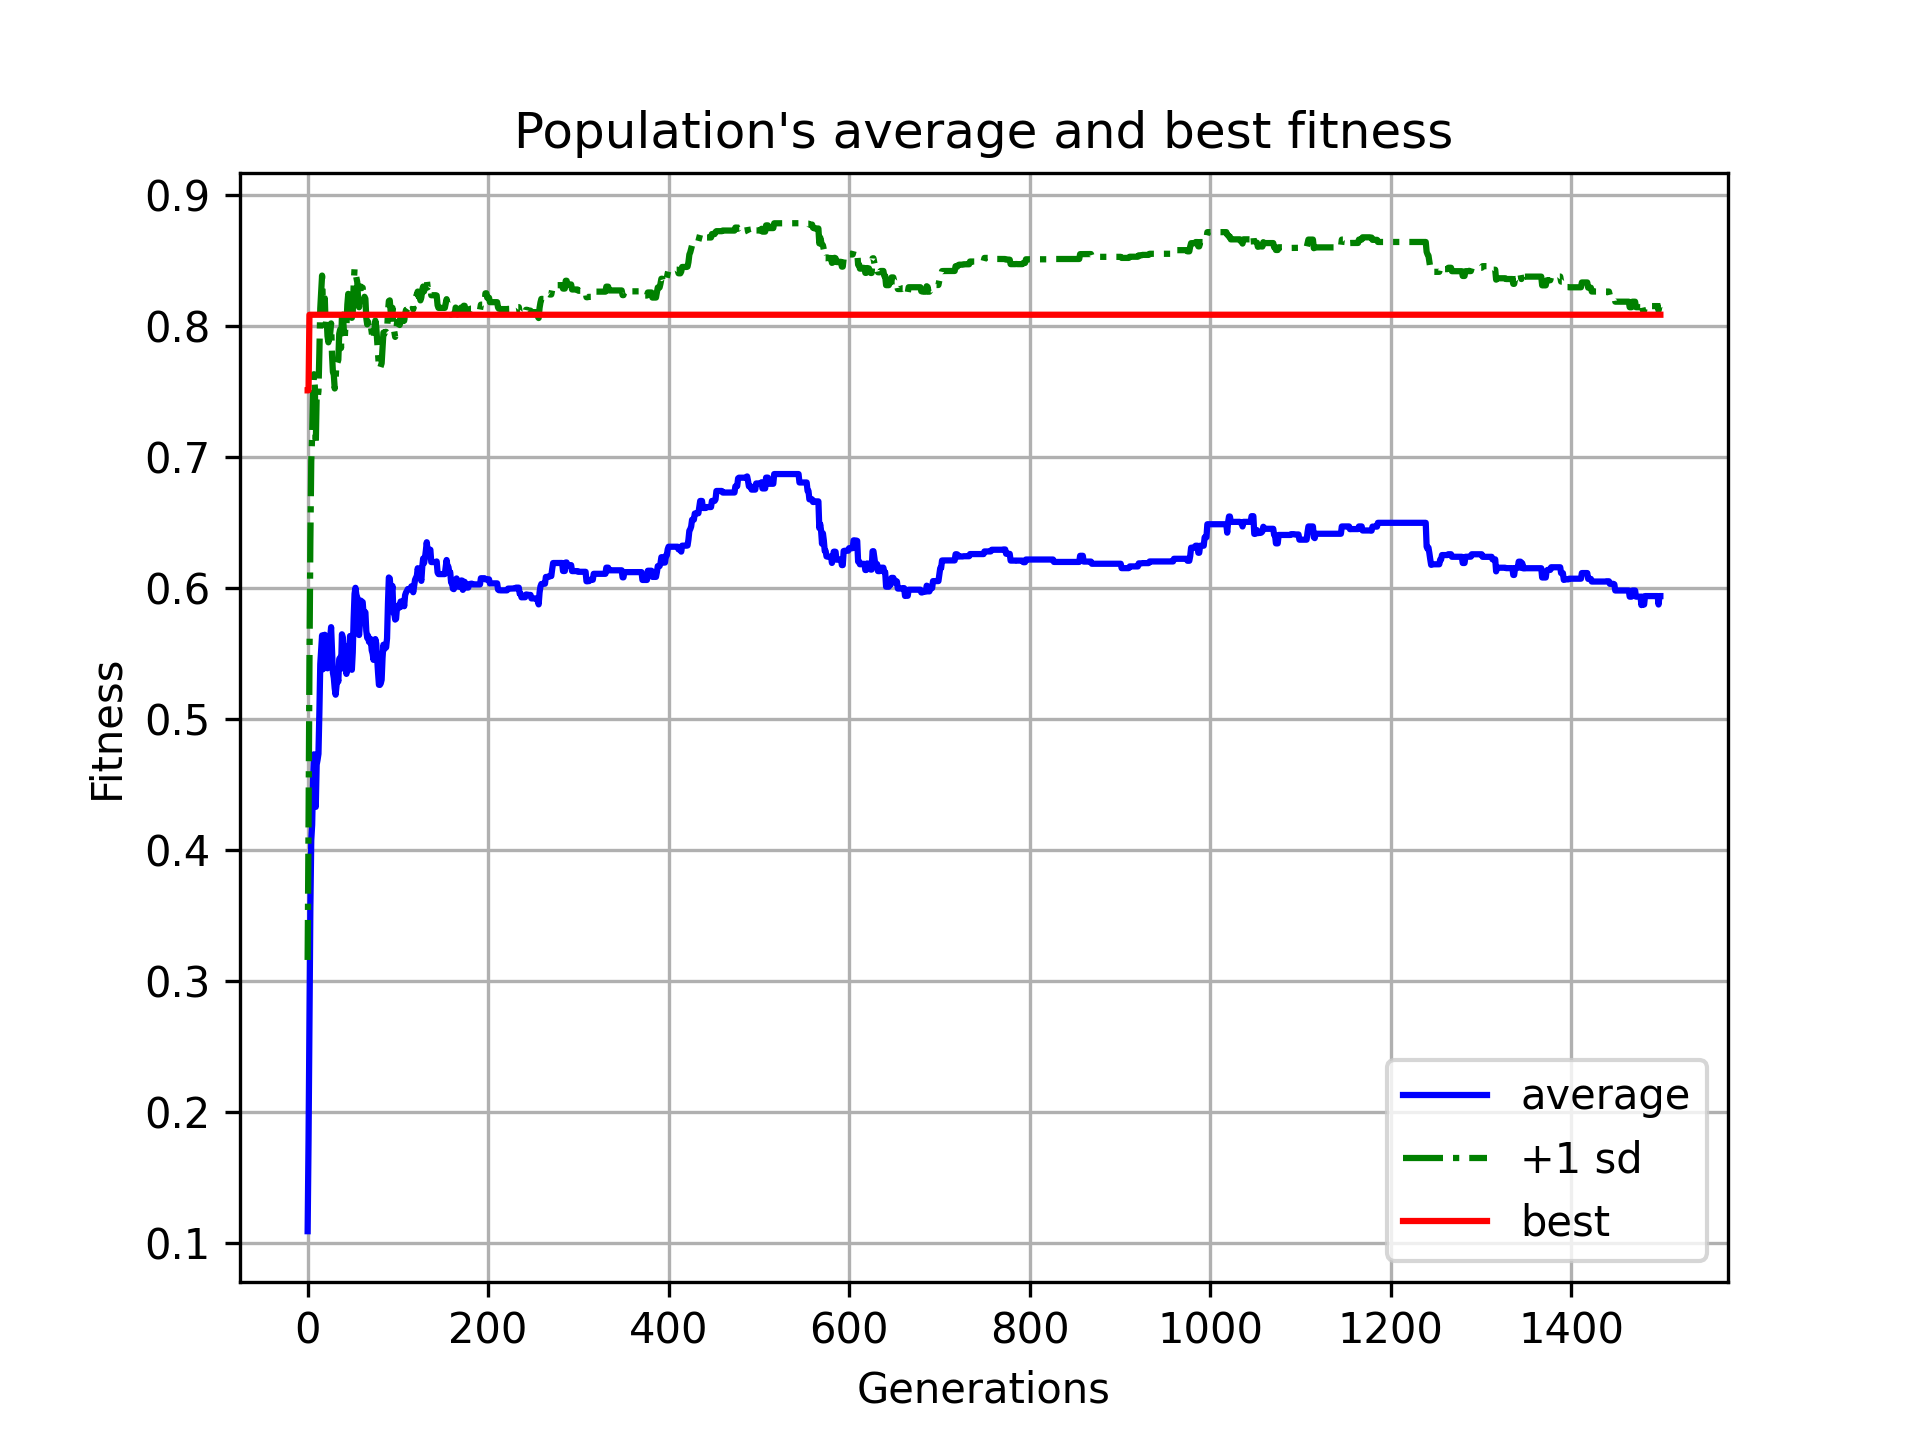 Population's average and best fitness
0.9
0.8
0.7
0.6
0.5
0.4
0.3
0.2
0.1
Fitness
average
+1 sd
best
0 200 400 600 800 1000 1200 1400
Generations